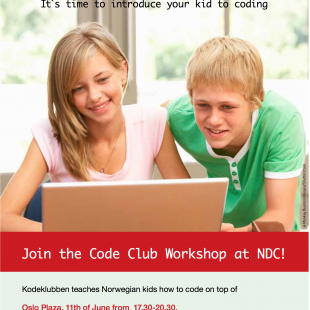 It's time to introduce your kid to coding
Join the Code Club Workshop at NDC!
Kodeklubben teaches Norwegian kids how to code on top of
Oslo Plaza, 11th of June from 17.30-20.30.